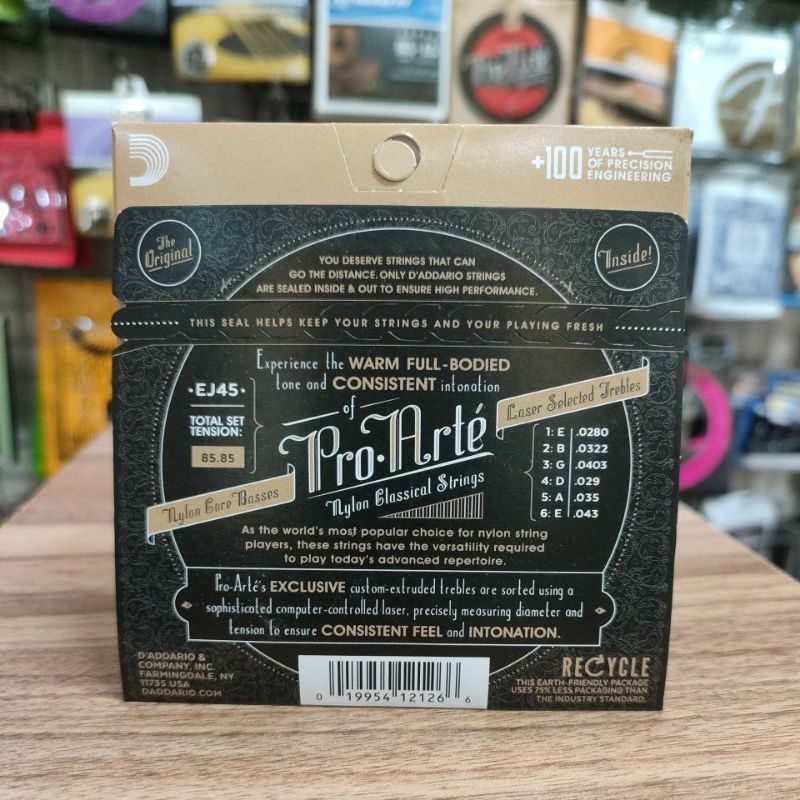 +100 YEARS
OF PRECISION
ENGINEERING
The
Original
Inside!
YOU DESERVE STRINGS THAT CAN
GO THE DISTANCE. ONLY D'ADDARIO STRINGS
ARE SEALED INSIDE & OUT TO ENSURE HIGH PERFORMANCE.
THIS SEAL HELPS KEEP YOUR STRINGS AND YOUR PLAYING FRESH
Experience the WARM FULL-BODIED
tone and CONSISTENT intonation
of
Pro·Arté
Nylon Classical Strings
·EJ45·
TOTAL SET
TENSION:
85.85
Nylon Core Basses
Laser Selected Trebles
1: E .0280
2: B .0322
3: G .0403
4: D .029
5: A .035
6: E .043
As the world's most popular choice for nylon string
players, these strings have the versatility required
to play today's advanced repertoire.
Pro-Arté's EXCLUSIVE custom-extruded trebles are sorted using a
sophisticated computer-controlled laser, precisely measuring diameter and
tension to ensure CONSISTENT FEEL and INTONATION.
D'ADDARIO &
COMPANY, INC.
FARMINGDALE, NY
11735 USA
DADDARIO.COM
0 19954 12126 6
RECYCLE
THIS EARTH-FRIENDLY PACKAGE
USES 75% LESS PACKAGING THAN
THE INDUSTRY STANDARD.
Pro·Arté